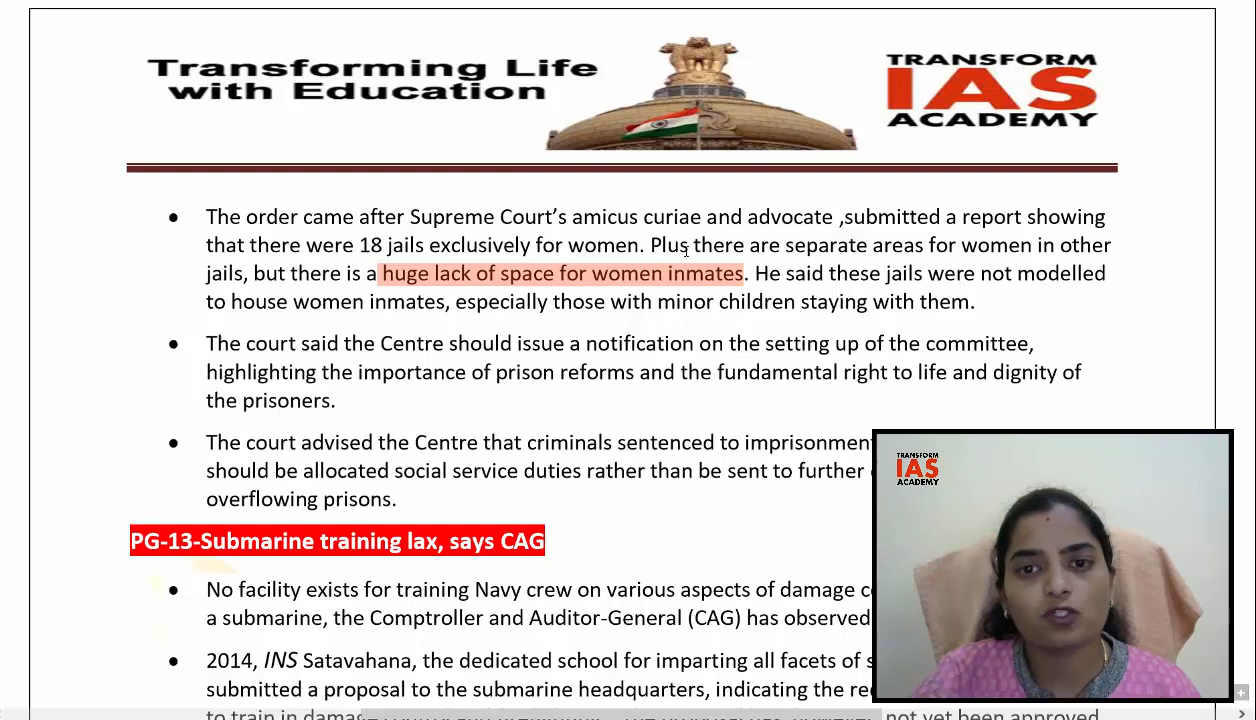 Transforming Life
with Education
TRANSFORM
IAS
ACADEMY
• The order came after Supreme Court's amicus curiae and advocate ,submitted a report showing
that there were 18 jails exclusively for women. Plus there are separate areas for women in other
jails, but there is a huge lack of space for women inmates. He said these jails were not modelled
to house women inmates, especially those with minor children staying with them.
• The court said the Centre should issue a notification on the setting up of the committee,
highlighting the importance of prison reforms and the fundamental right to life and dignity of
the prisoners.
• The court advised the Centre that criminals sentenced to imprisonment
should be allocated social service duties rather than be sent to further
overflowing prisons.
PG-13-Submarine training lax, says CAG
• No facility exists for training Navy crew on various aspects of damage
a submarine, the Comptroller and Auditor-General (CAG) has observed
• 2014, INS Satavahana, the dedicated school for imparting all facets of
submitted a proposal to the submarine headquarters, indicating the
to train in damage
not yet been approved
TRANSFORM
IAS
ACADEMY